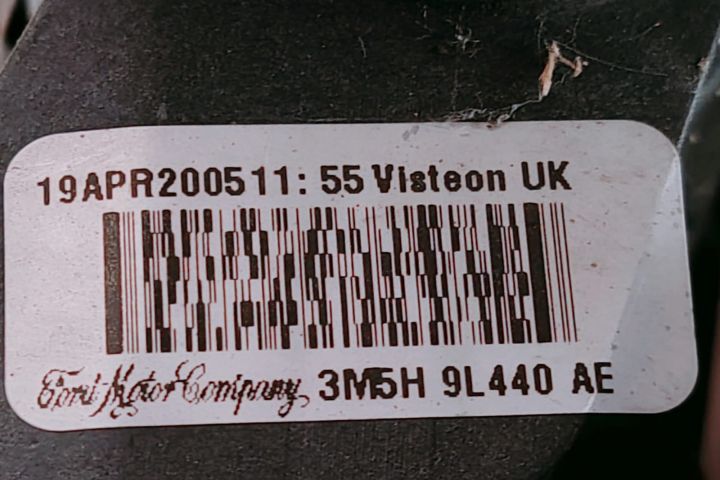 19APR200511:55 Visteon UK
Ford Motor Company 3M5H 9L440 AE